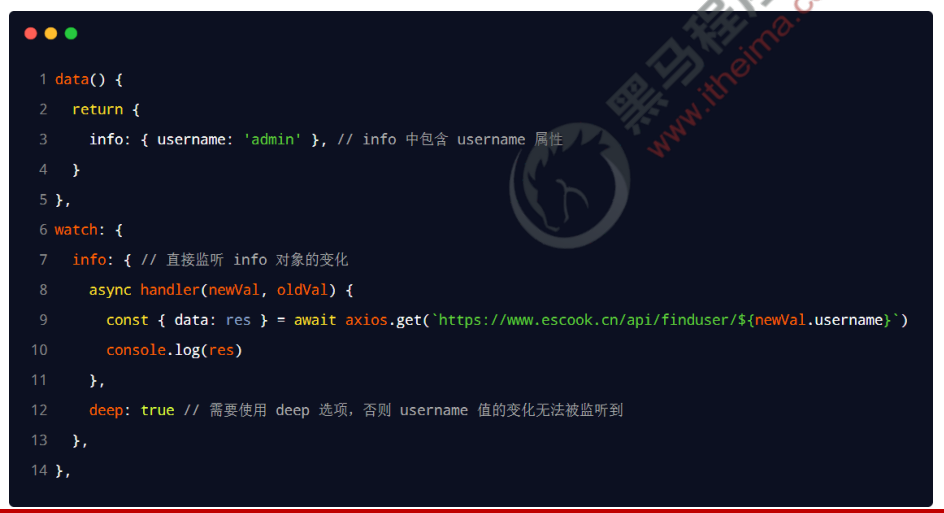 黑马程序
www.itheima.co
1 data() {
2 return {
3 info: { username: 'admin' }, // info 中包含 username 属性
4 }
5 },
6 watch: {
7 info: { // 直接监听 info 对象的变化
8 async handler(newVal, oldVal) {
9 const { data: res } = await axios.get(`https://www.escook.cn/api/finduser/${newVal.username}`)
10 console.log(res)
11 },
12 deep: true // 需要使用 deep 选项，否则 username 值的变化无法被监听到
13 },
14 },